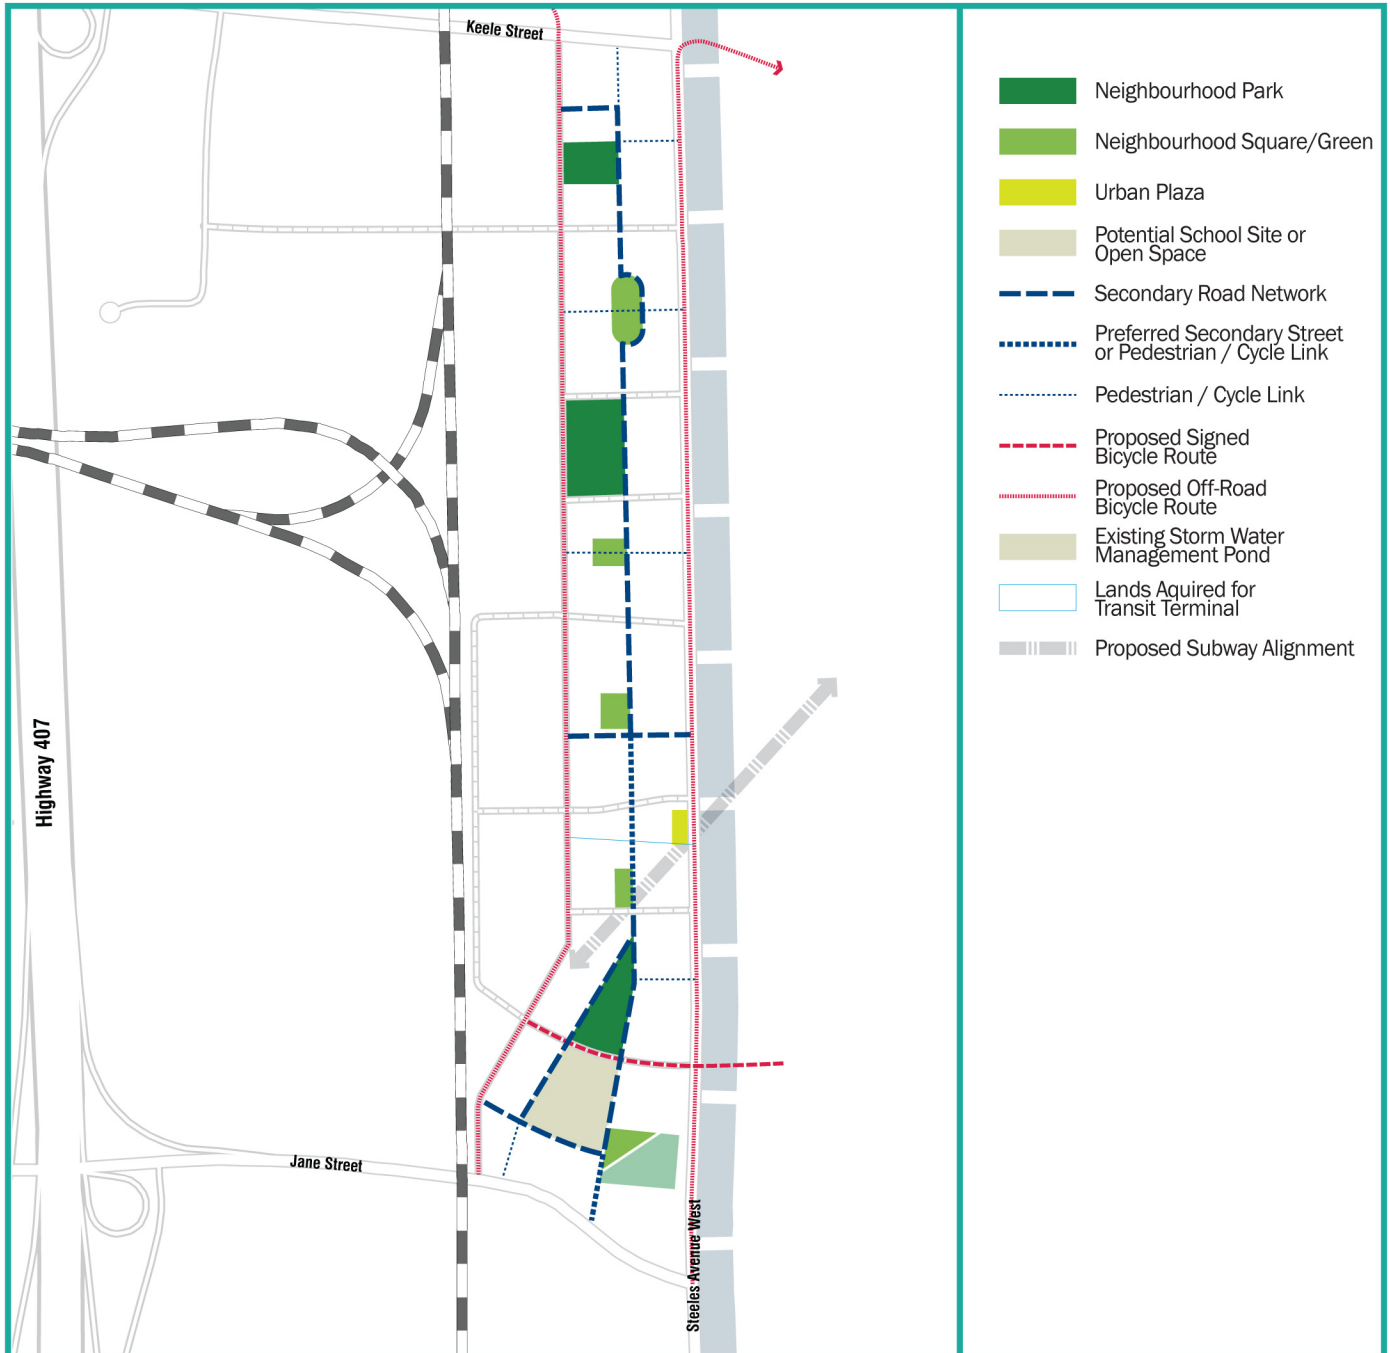 Keele Street
Highway 407
Jane Street
Steeles Avenue West
Neighbourhood Park
Neighbourhood Square/Green
Urban Plaza
Potential School Site or
Open Space
Secondary Road Network
Preferred Secondary Street
or Pedestrian / Cycle Link
Pedestrian / Cycle Link
Proposed Signed
Bicycle Route
Proposed Off-Road
Bicycle Route
Existing Storm Water
Management Pond
Lands Aquired for
Transit Terminal
Proposed Subway Alignment